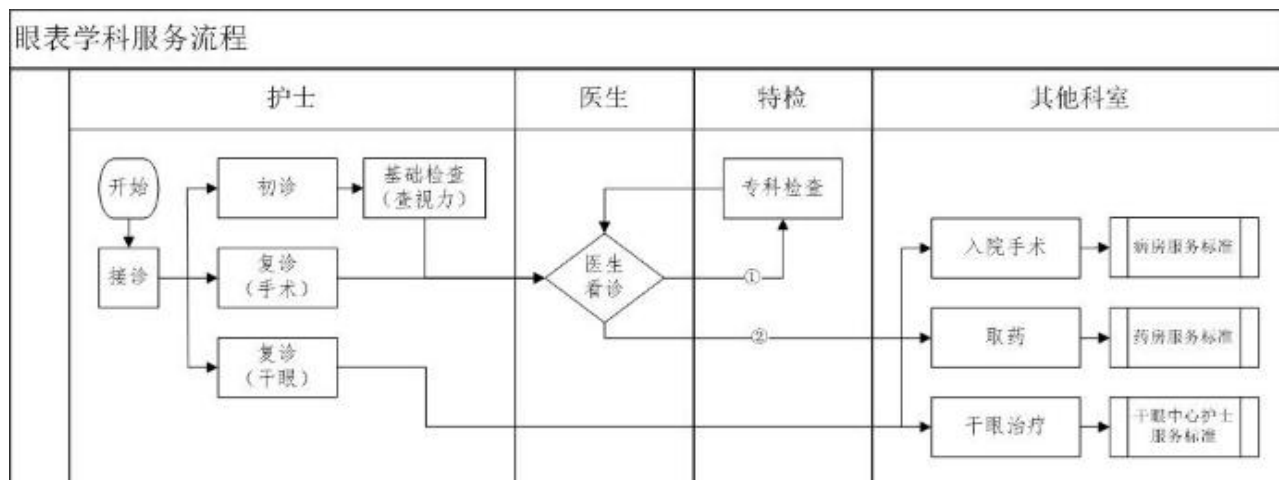 眼表学科服务流程
护士
医生
特检
其他科室
开始
初诊
基础检查
（查视力）
专科检查
接诊
复诊
（手术）
医生
看诊
①
入院手术
病房服务标准
②
取药
药房服务标准
复诊
（干眼）
干眼治疗
干眼中心护士
服务标准